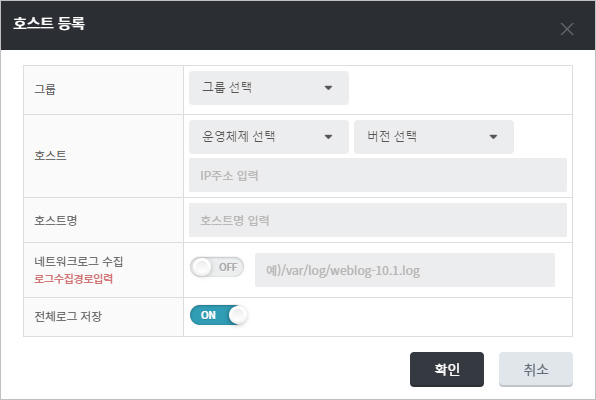 호스트 등록
그룹
그룹 선택
호스트
운영체제 선택 버전 선택
IP주소 입력
호스트명
호스트명 입력
네트워크로그 수집
로그수집경로입력
OFF
예)/var/log/weblog-10.1.log
전체로그 저장
ON
확인 취소